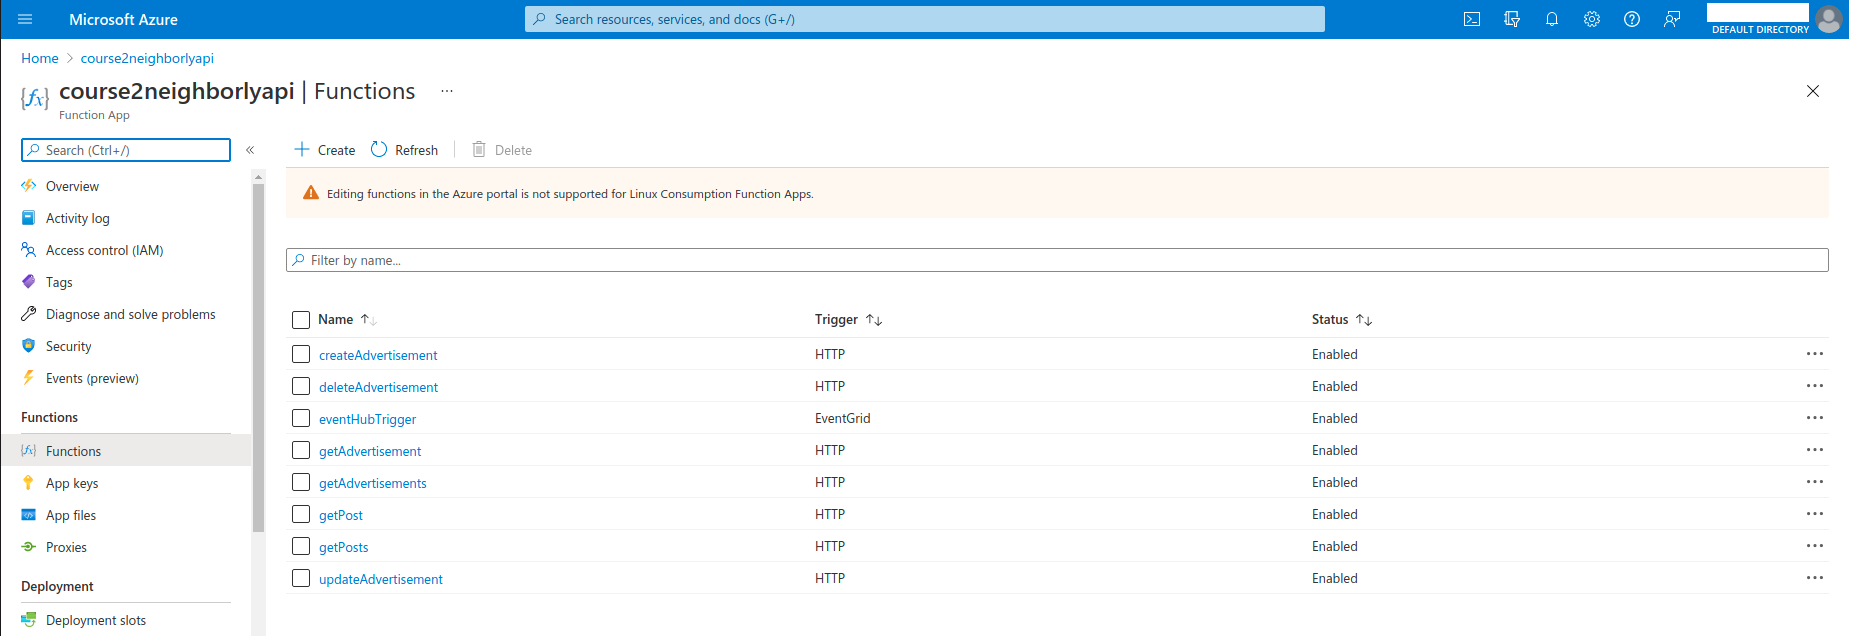 Microsoft Azure
Search resources, services, and docs (G+/)
DEFAULT DIRECTORY
Home > course2neighborlyapi
{fx} course2neighborlyapi | Functions ...
Function App
Search (Ctrl+/) «
Overview
Activity log
Access control (IAM)
Tags
Diagnose and solve problems
Security
Events (preview)
Functions
Functions
App keys
App files
Proxies
Deployment
Deployment slots
+ Create Refresh | Delete
Editing functions in the Azure portal is not supported for Linux Consumption Function Apps.
Filter by name...
Name ↑↓ Trigger ↑↓ Status ↑↓
createAdvertisement HTTP Enabled ...
deleteAdvertisement HTTP Enabled ...
eventHubTrigger EventGrid Enabled ...
getAdvertisement HTTP Enabled ...
getAdvertisements HTTP Enabled ...
getPost HTTP Enabled ...
getPosts HTTP Enabled ...
updateAdvertisement HTTP Enabled ...